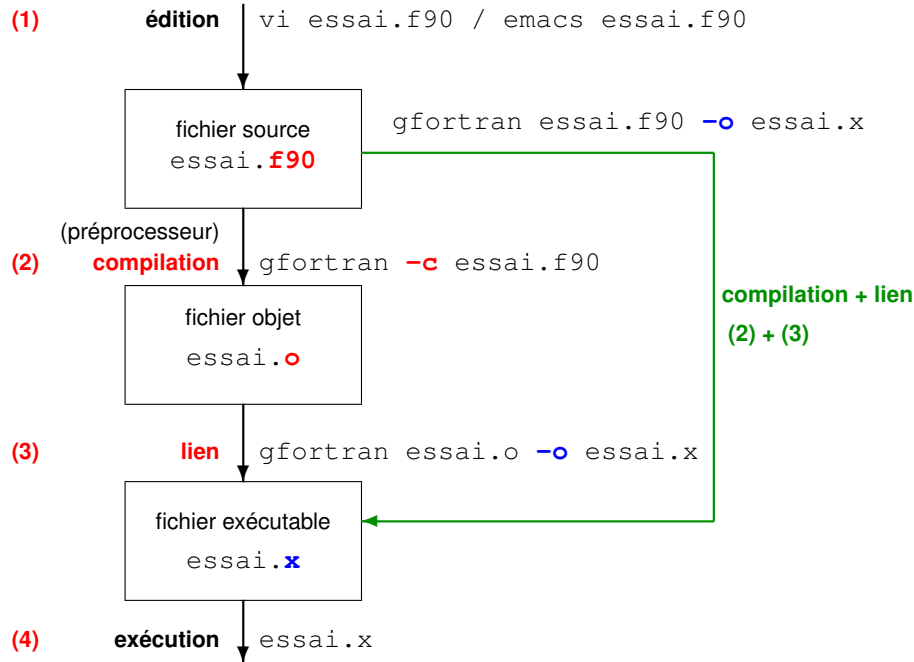 (1) édition vi essai.f90 / emacs essai.f90
fichier source
essai.f90
gfortran essai.f90 -o essai.x
(préprocesseur)
(2) compilation gfortran -c essai.f90
compilation + lien
(2) + (3)
fichier objet
essai.o
(3) lien gfortran essai.o -o essai.x
fichier exécutable
essai.x
(4) exécution essai.x